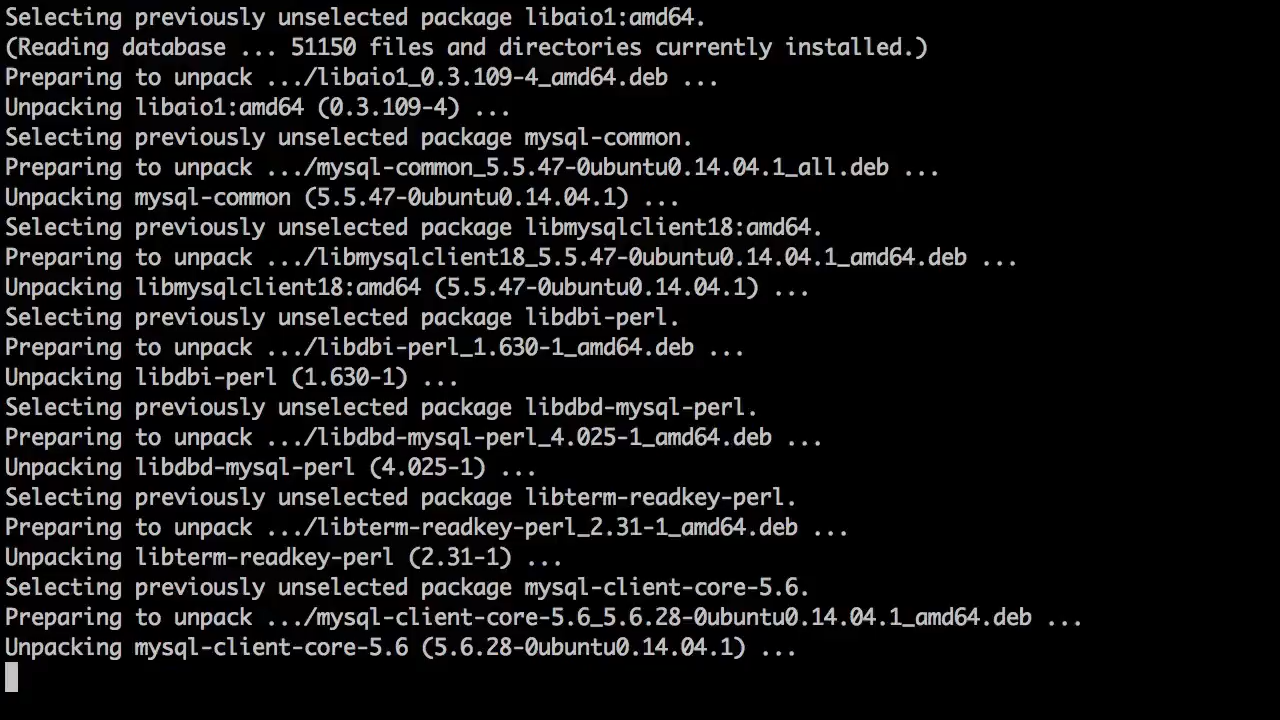 Selecting previously unselected package libaio1:amd64.
(Reading database ... 51150 files and directories currently installed.)
Preparing to unpack .../libaio1_0.3.109-4_amd64.deb ...
Unpacking libaio1:amd64 (0.3.109-4) ...
Selecting previously unselected package mysql-common.
Preparing to unpack .../mysql-common_5.5.47-0ubuntu0.14.04.1_all.deb ...
Unpacking mysql-common (5.5.47-0ubuntu0.14.04.1) ...
Selecting previously unselected package libmysqlclient18:amd64.
Preparing to unpack .../libmysqlclient18_5.5.47-0ubuntu0.14.04.1_amd64.deb ...
Unpacking libmysqlclient18:amd64 (5.5.47-0ubuntu0.14.04.1) ...
Selecting previously unselected package libdbi-perl.
Preparing to unpack .../libdbi-perl_1.630-1_amd64.deb ...
Unpacking libdbi-perl (1.630-1) ...
Selecting previously unselected package libdbd-mysql-perl.
Preparing to unpack .../libdbd-mysql-perl_4.025-1_amd64.deb ...
Unpacking libdbd-mysql-perl (4.025-1) ...
Selecting previously unselected package libterm-readkey-perl.
Preparing to unpack .../libterm-readkey-perl_2.31-1_amd64.deb ...
Unpacking libterm-readkey-perl (2.31-1) ...
Selecting previously unselected package mysql-client-core-5.6.
Preparing to unpack .../mysql-client-core-5.6_5.6.28-0ubuntu0.14.04.1_amd64.deb ...
Unpacking mysql-client-core-5.6 (5.6.28-0ubuntu0.14.04.1) ...